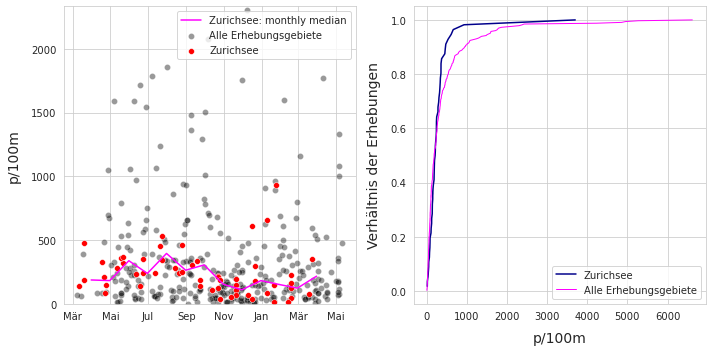 Zurichsee: monthly median
Alle Erhebungsgebiete
Zurichsee
p/100m
2000
1500
1000
500
0
Mär Mai Jul Sep Nov Jan Mär Mai
Verhältnis der Erhebungen
1.0
0.8
0.6
0.4
0.2
0.0
Zurichsee
Alle Erhebungsgebiete
0 1000 2000 3000 4000 5000 6000
p/100m